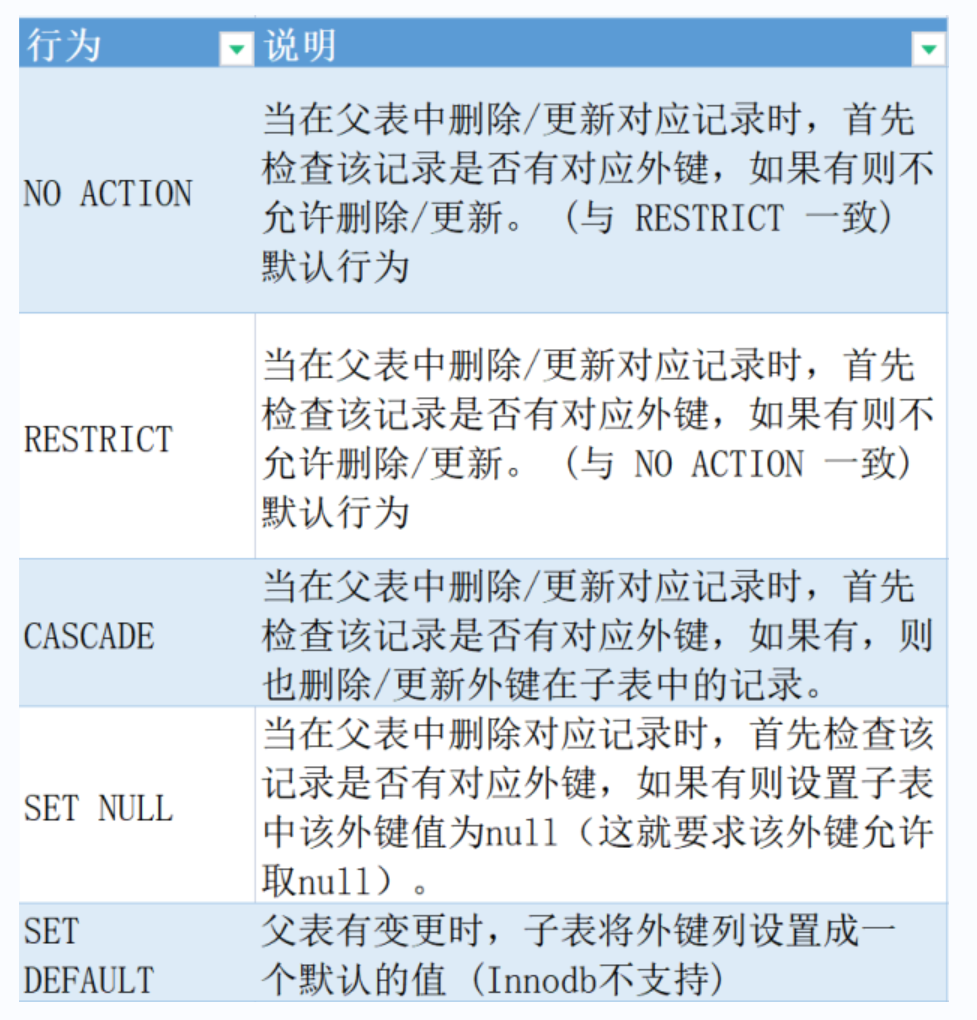 行为 说明
NO ACTION
当在父表中删除/更新对应记录时，首先
检查该记录是否有对应外键，如果有则不
允许删除/更新。 (与 RESTRICT 一致)
默认行为
RESTRICT
当在父表中删除/更新对应记录时，首先
检查该记录是否有对应外键，如果有则不
允许删除/更新。 (与 NO ACTION 一致)
默认行为
CASCADE
当在父表中删除/更新对应记录时，首先
检查该记录是否有对应外键，如果有，则
也删除/更新外键在子表中的记录。
SET NULL
当在父表中删除对应记录时，首先检查该
记录是否有对应外键，如果有则设置子表
中该外键值为null（这就要求该外键允许
取null）。
SET
DEFAULT
父表有变更时，子表将外键列设置成一
个默认的值 (Innodb不支持)